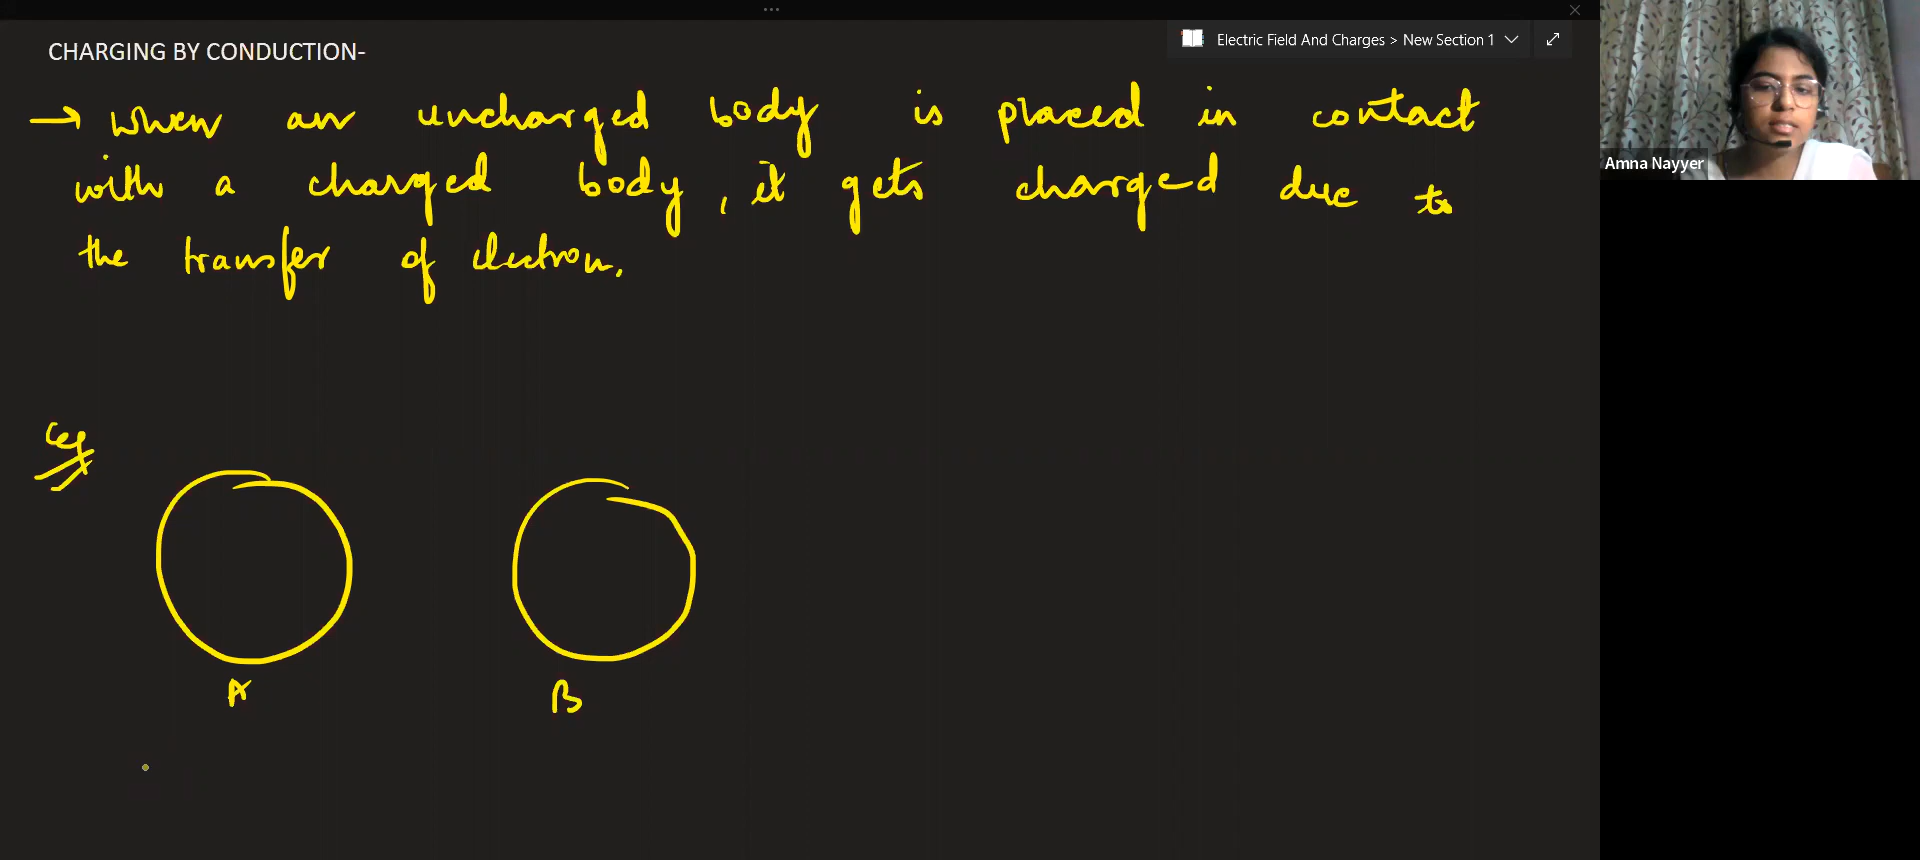 CHARGING BY CONDUCTION-
Electric Field And Charges > New Section 1
→ When an uncharged body is placed in contact
with a charged body, it gets charged due to
the transfer of electron.
eg
A
B
Amna Nayyer